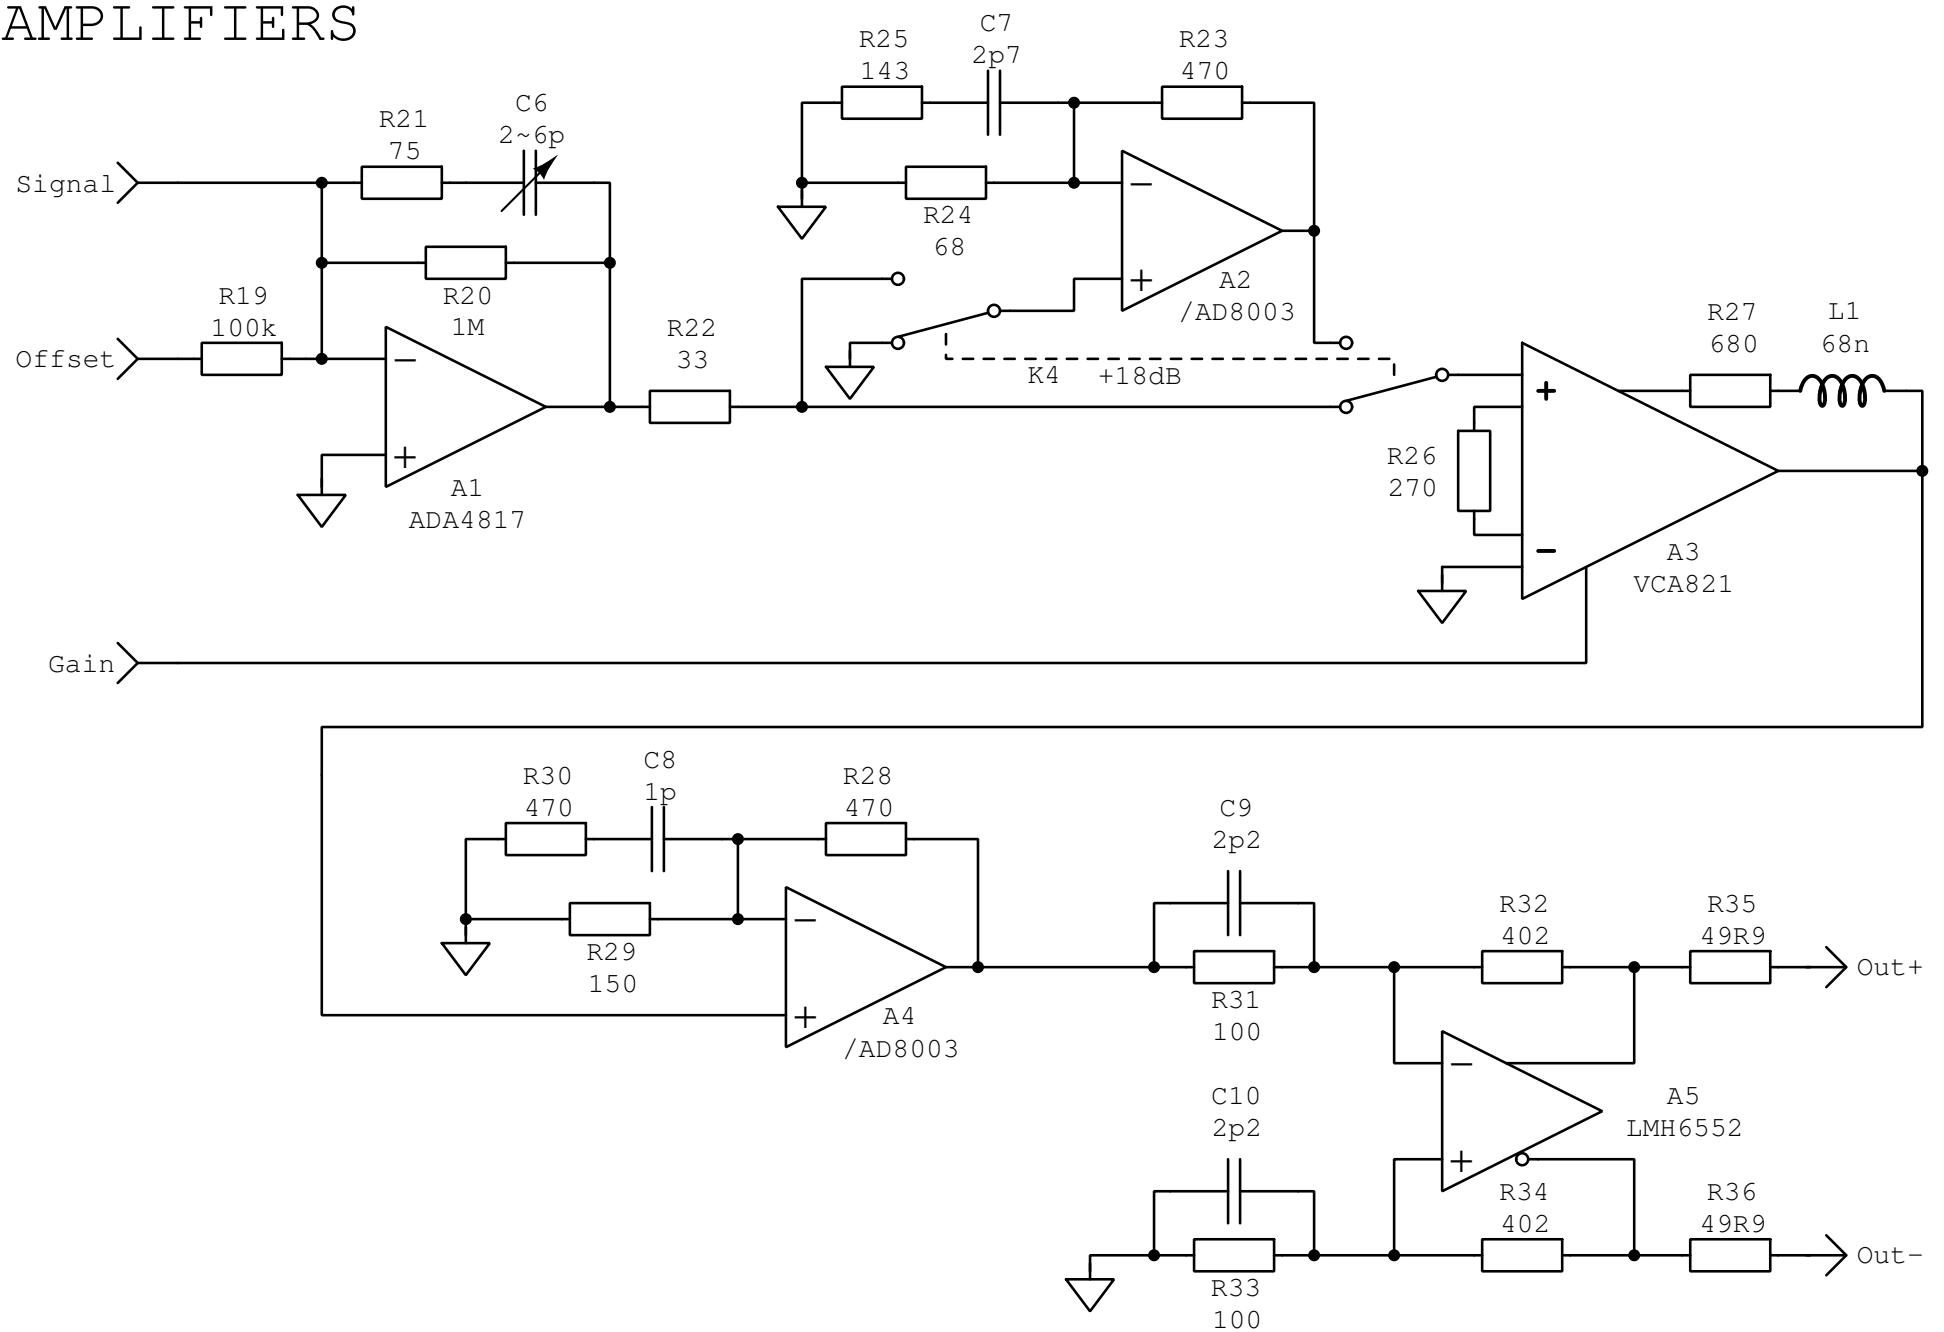 AMPLIFIERS
C7
2p7
R25
143
R23
470
C6
2~6p
R21
75
Signal
R24
68
R20
1M
R19
100k
Offset
R22
33
A2
/AD8003
K4 +18dB
R27
680
L1
68n
R26
270
A1
ADA4817
A3
VCA821
Gain
R30
470
C8
1p
R28
470
R29
150
A4
/AD8003
C9
2p2
R31
100
R32
402
R35
49R9
Out+
C10
2p2
A5
LMH6552
R34
402
R36
49R9
Out-
R33
100